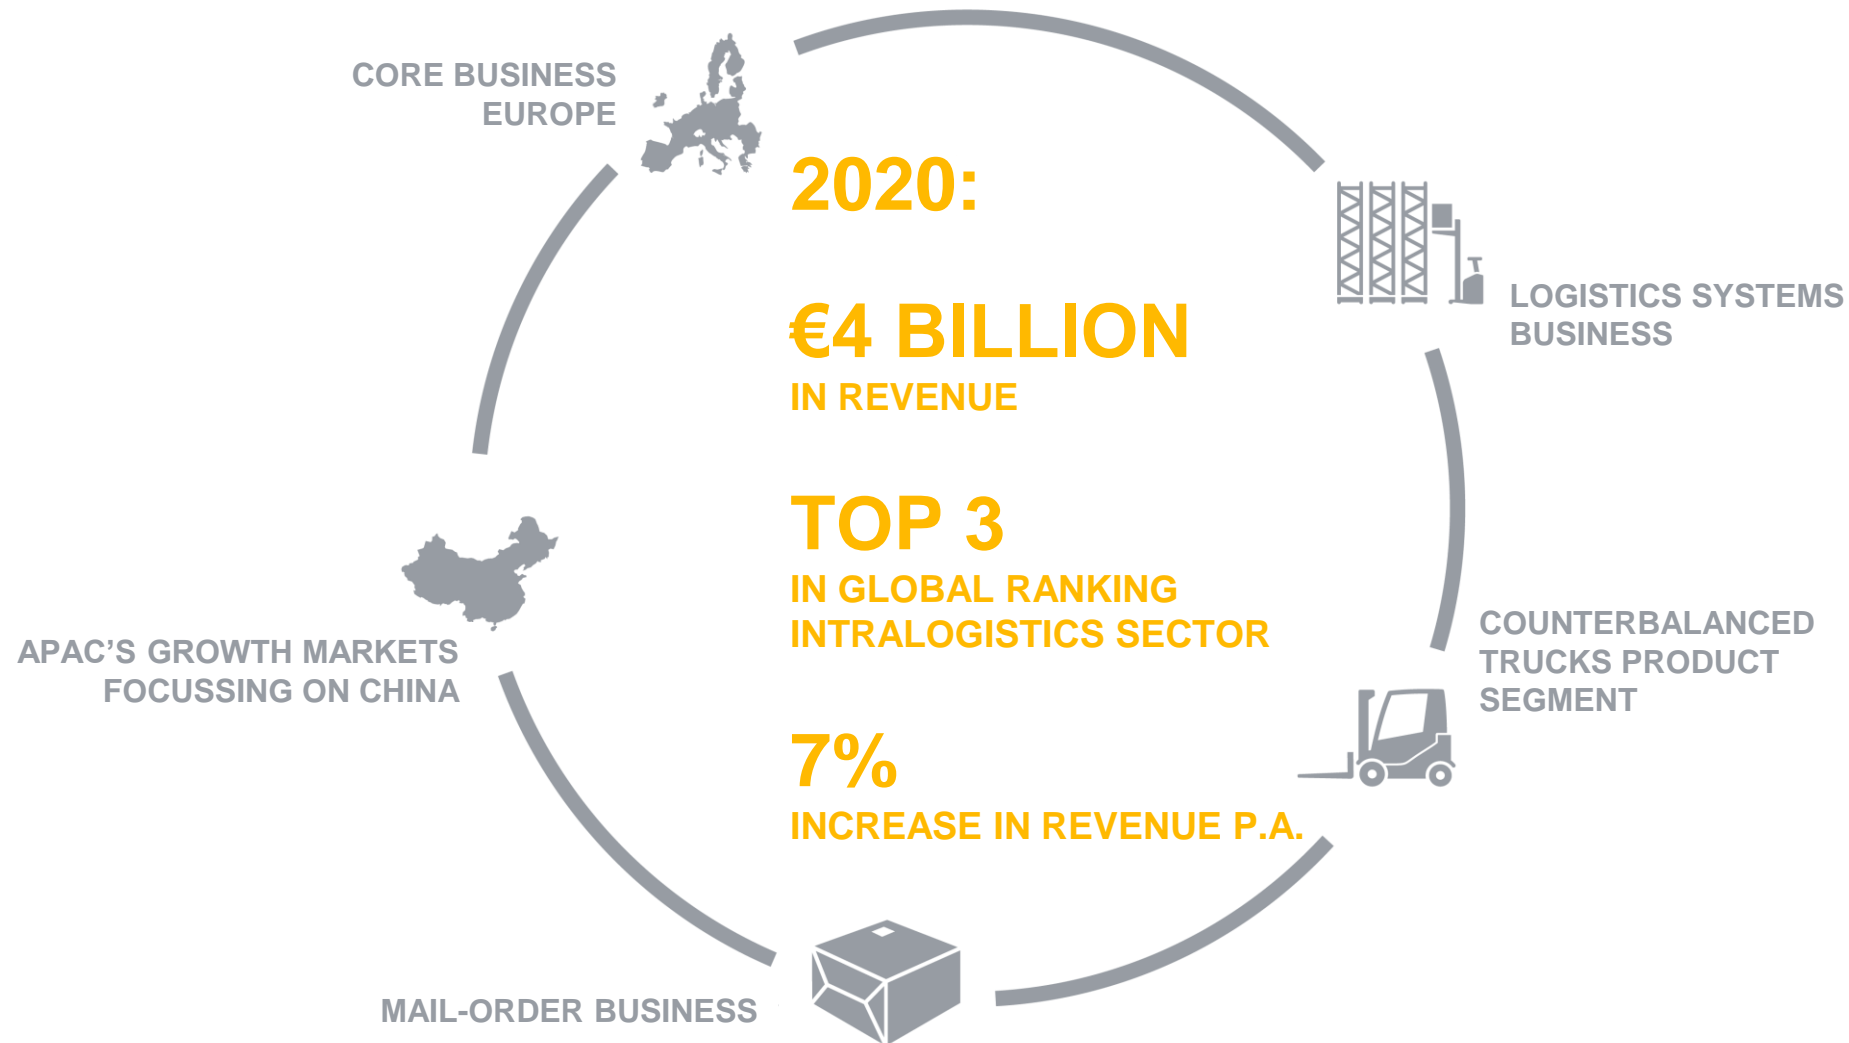 CORE BUSINESS
EUROPE
2020:
€4 BILLION
IN REVENUE
TOP 3
IN GLOBAL RANKING
INTRALOGISTICS SECTOR
7%
INCREASE IN REVENUE P.A.
LOGISTICS SYSTEMS
BUSINESS
COUNTERBALANCED
TRUCKS PRODUCT
SEGMENT
MAIL-ORDER BUSINESS
APAC’S GROWTH MARKETS
FOCUSSING ON CHINA